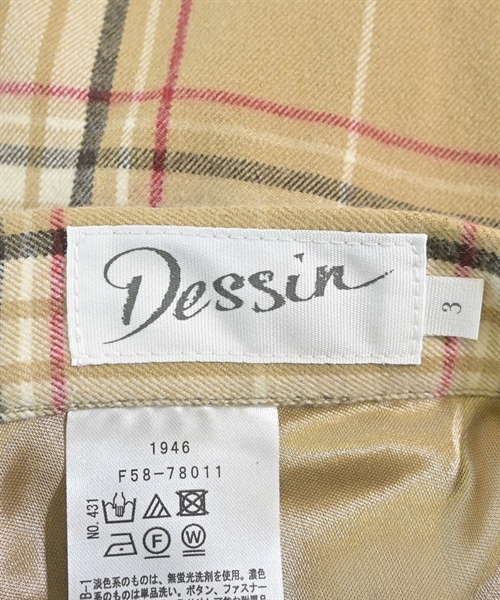 Dessin
3
1946
F58-78011
NO.431
F W
B-1
淡色系のものは、無蛍光洗剤を使用。濃色
系のものは単品洗い。ボタン、ファスナー